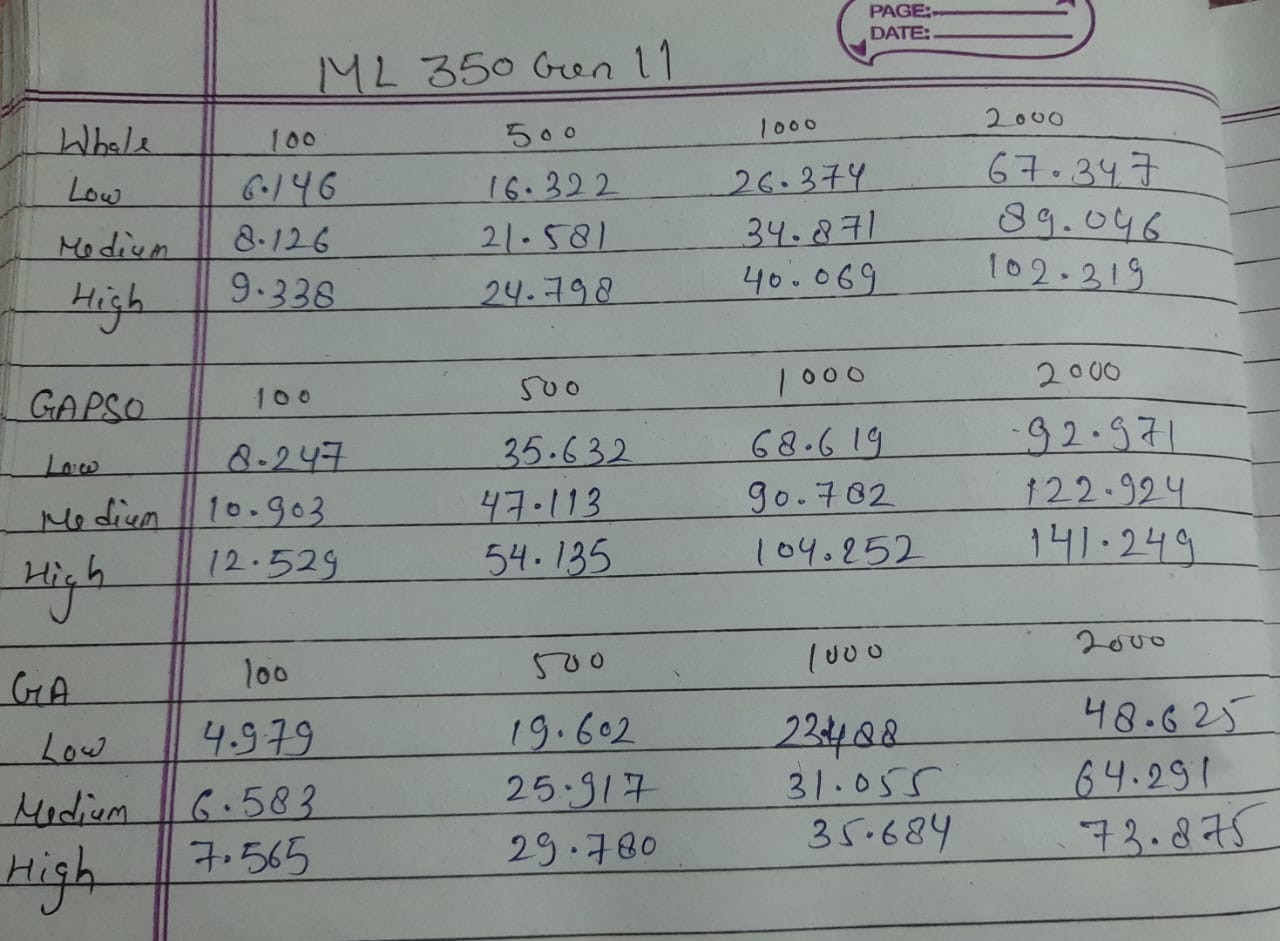 PAGE:
DATE:
ML 350 Gen 11
Whale 100 500 1000 2000
Low 6.146 16.322 26.374 67.347
Medium 8.126 21.581 34.871 89.046
High 9.338 24.798 40.069 102.319
GAPSO 100 500 1000 2000
Low 8.247 35.632 68.619 92.971
Medium 10.903 47.113 90.782 122.924
High 12.529 54.135 104.252 141.249
GA 100 500 1000 2000
Low 4.979 19.602 23.488 48.625
Medium 6.583 25.917 31.055 64.291
High 7.565 29.780 35.684 73.875